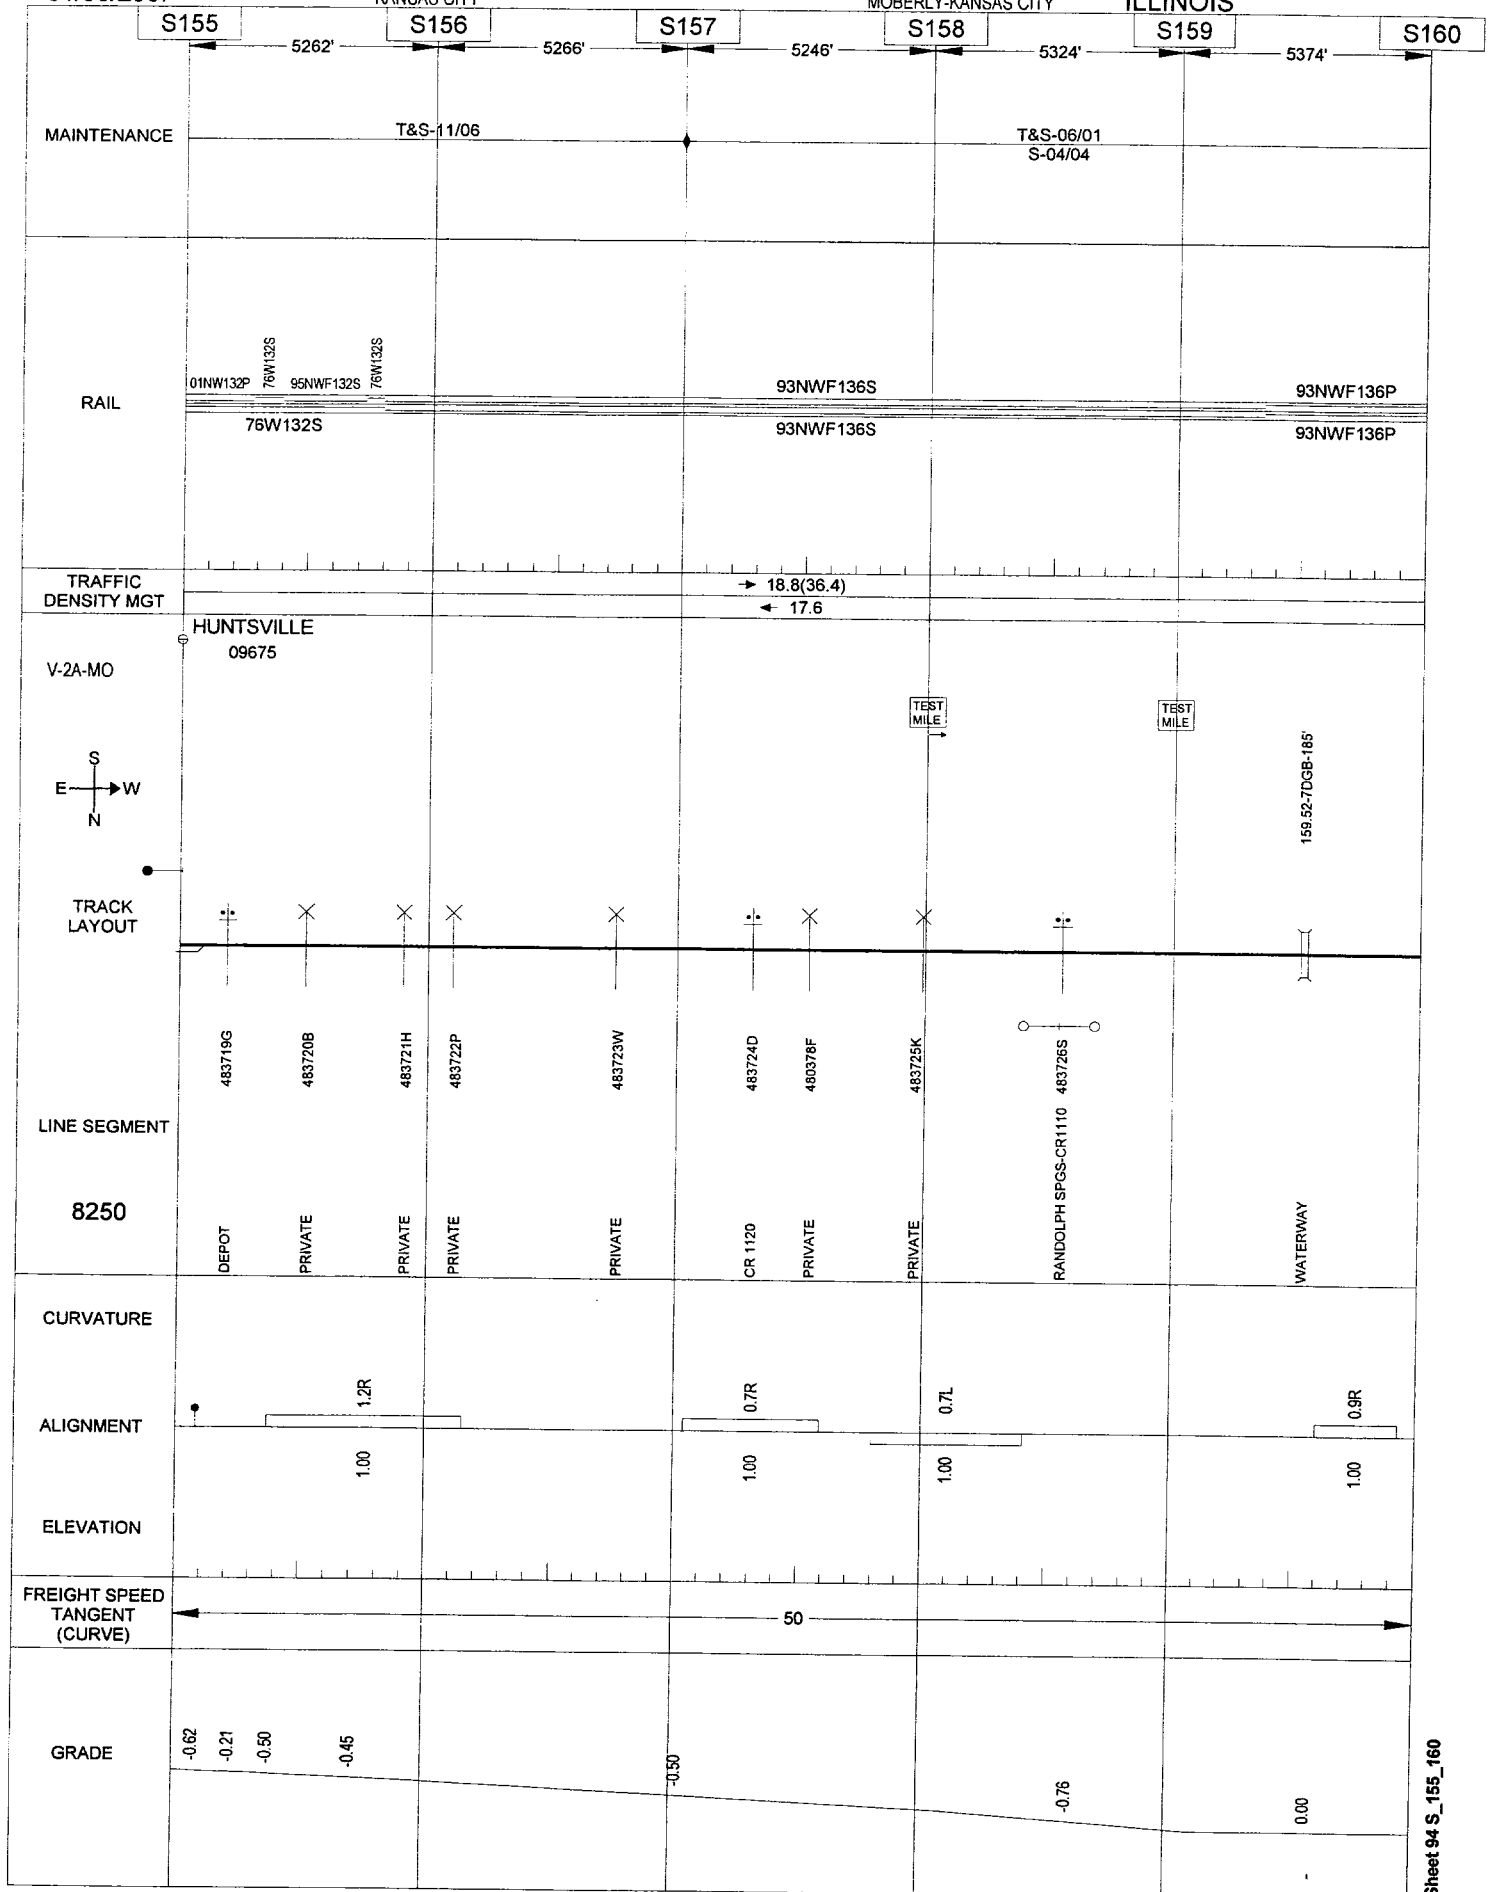 KANSAS CITY
MOBERLY-KANSAS CITY
ILLINOIS
S155
S156
S157
S158
S159
S160
5262'
5266'
5246'
5324'
5374'
MAINTENANCE
T&S-11/06
T&S-06/01
S-04/04
RAIL
01NW132P
76W132S
95NWF132S
76W132S
93NWF136S
93NWF136P
76W132S
93NWF136S
93NWF136P
TRAFFIC
DENSITY MGT
18.8(36.4)
17.6
HUNTSVILLE
09675
V-2A-MO
TEST
MILE
TEST
MILE
159.52-7DGB-185'
S
E
W
N
TRACK
LAYOUT
483719G
483720B
483721H
483722P
483723W
483724D
480378F
483725K
483726S
LINE SEGMENT
8250
DEPOT
PRIVATE
PRIVATE
PRIVATE
PRIVATE
CR 1120
PRIVATE
PRIVATE
RANDOLPH SPGS-CR1110
WATERWAY
CURVATURE
1.2R
0.7R
0.7L
0.9R
ALIGNMENT
1.00
1.00
1.00
1.00
ELEVATION
FREIGHT SPEED
TANGENT
(CURVE)
50
GRADE
-0.62
-0.21
-0.50
-0.45
-0.50
-0.76
0.00
Sheet 94 S_155_160